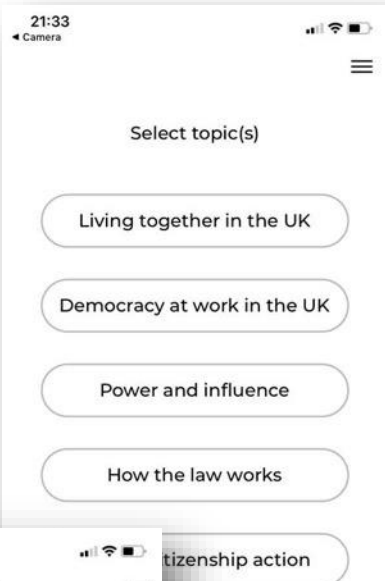 21:33
◄ Camera
Select topic(s)
Living together in the UK
Democracy at work in the UK
Power and influence
How the law works
tizenship action